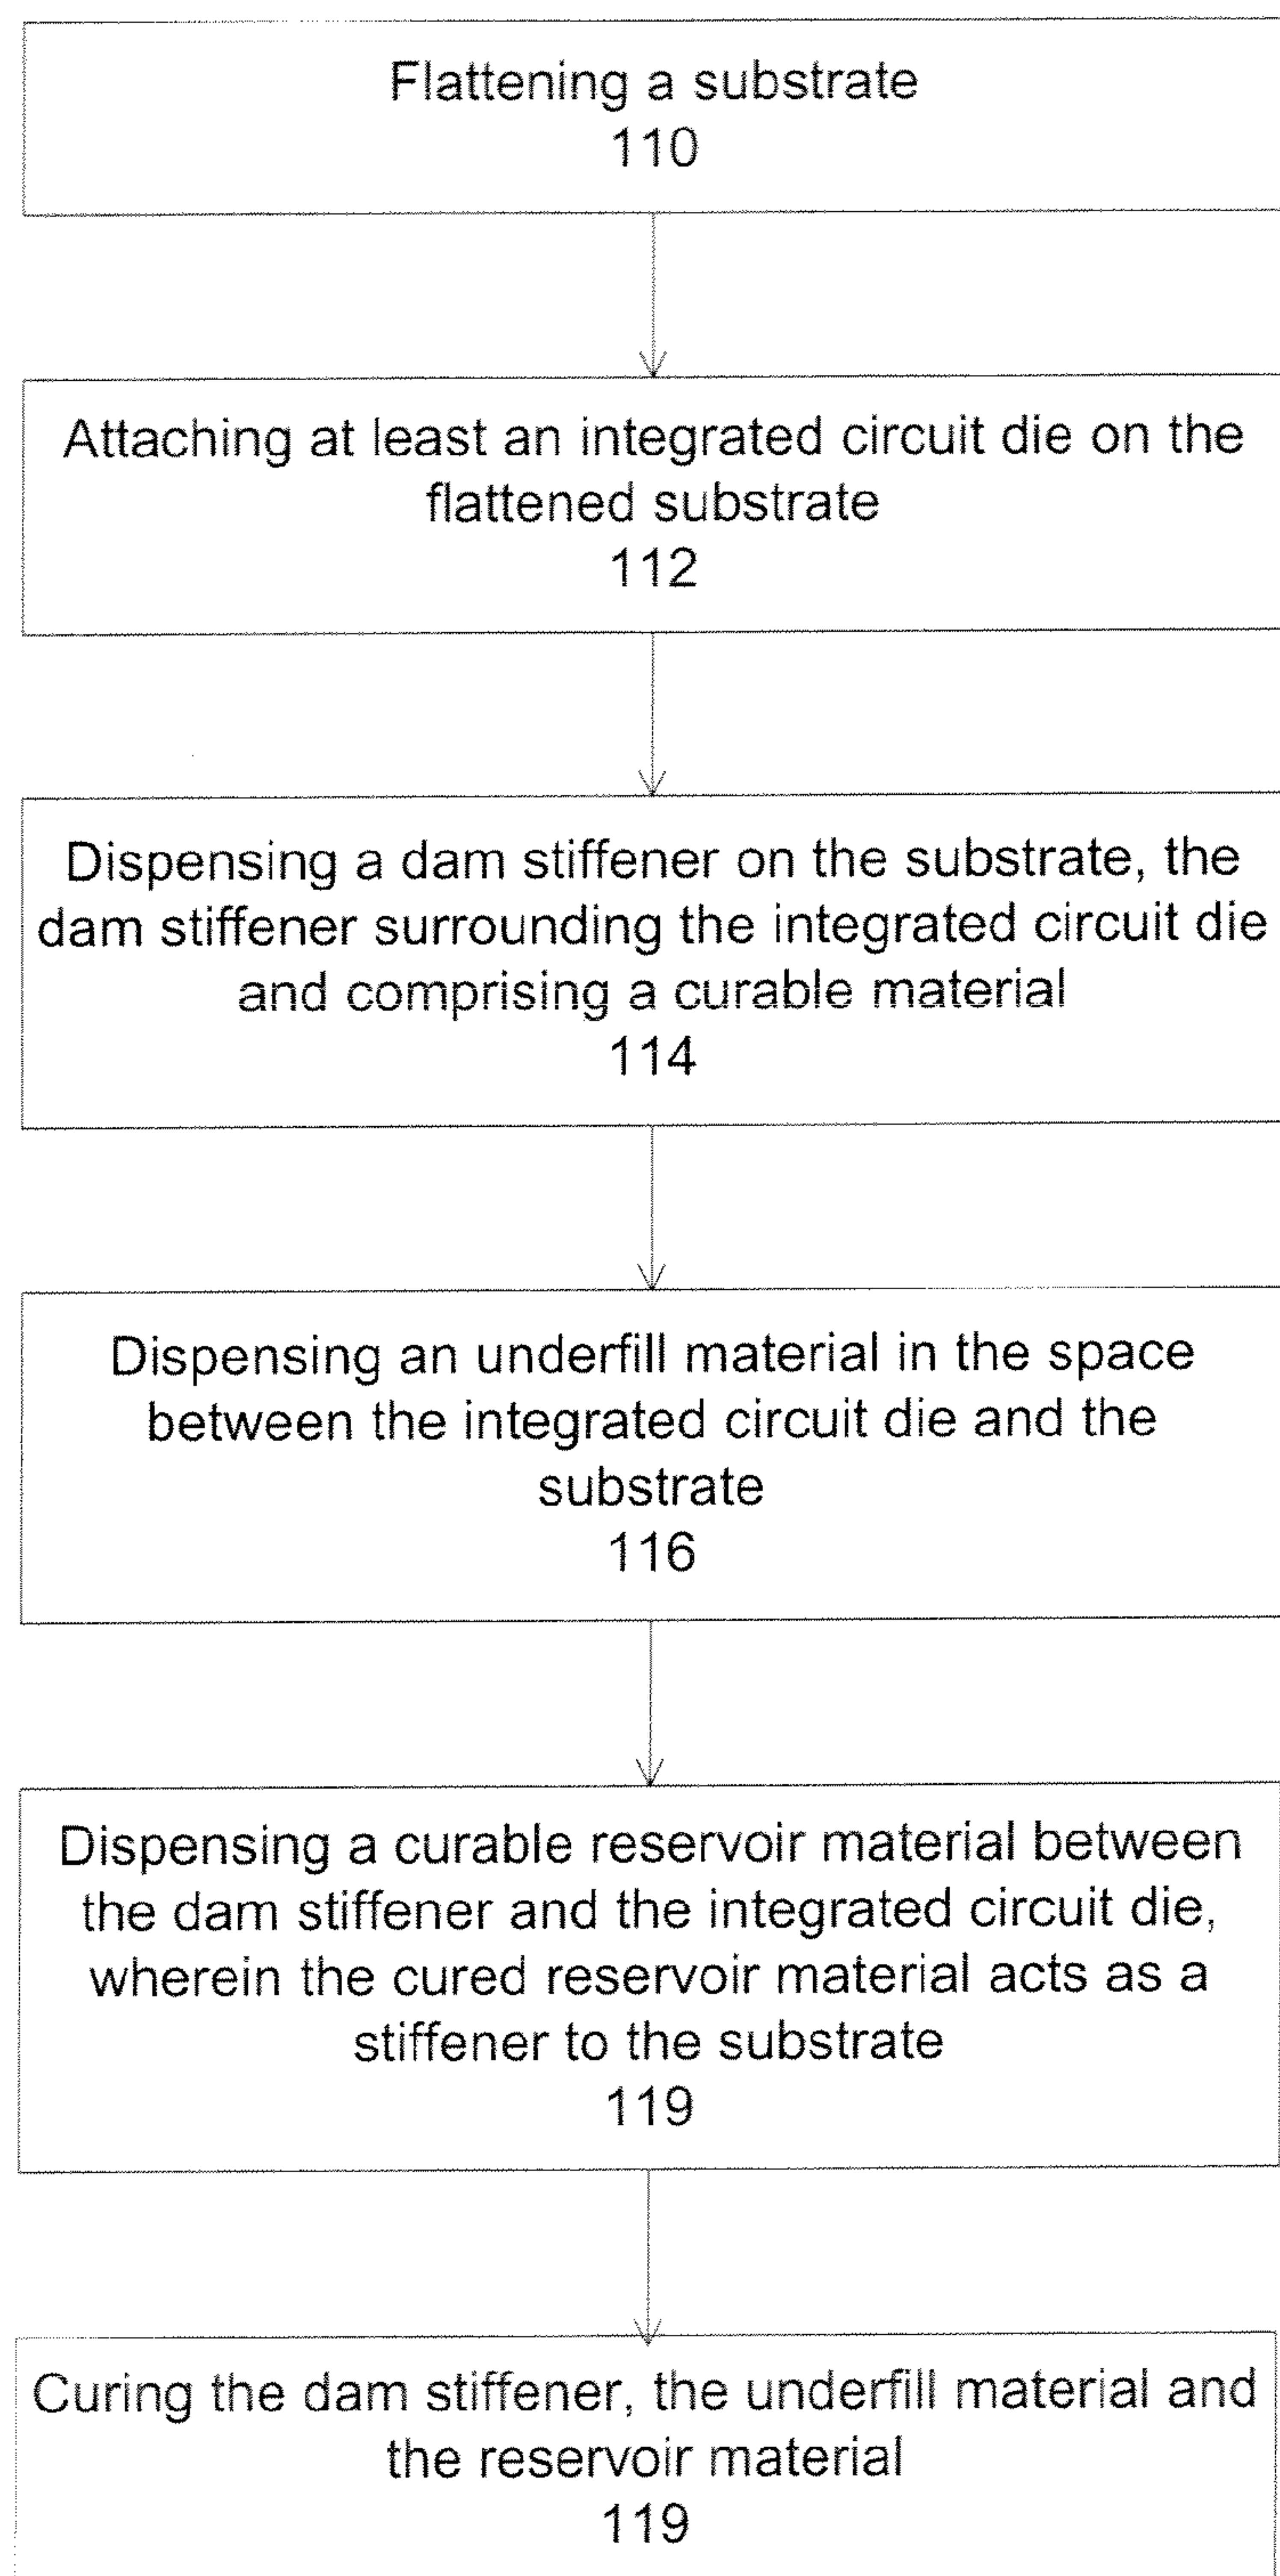 Flattening a substrate
110
Attaching at least an integrated circuit die on the
flattened substrate
112
Dispensing a dam stiffener on the substrate, the
dam stiffener surrounding the integrated circuit die
and comprising a curable material
114
Dispensing an underfill material in the space
between the integrated circuit die and the
substrate
116
Dispensing a curable reservoir material between
the dam stiffener and the integrated circuit die,
wherein the cured reservoir material acts as a
stiffener to the substrate
119
Curing the dam stiffener, the underfill material and
the reservoir material
119